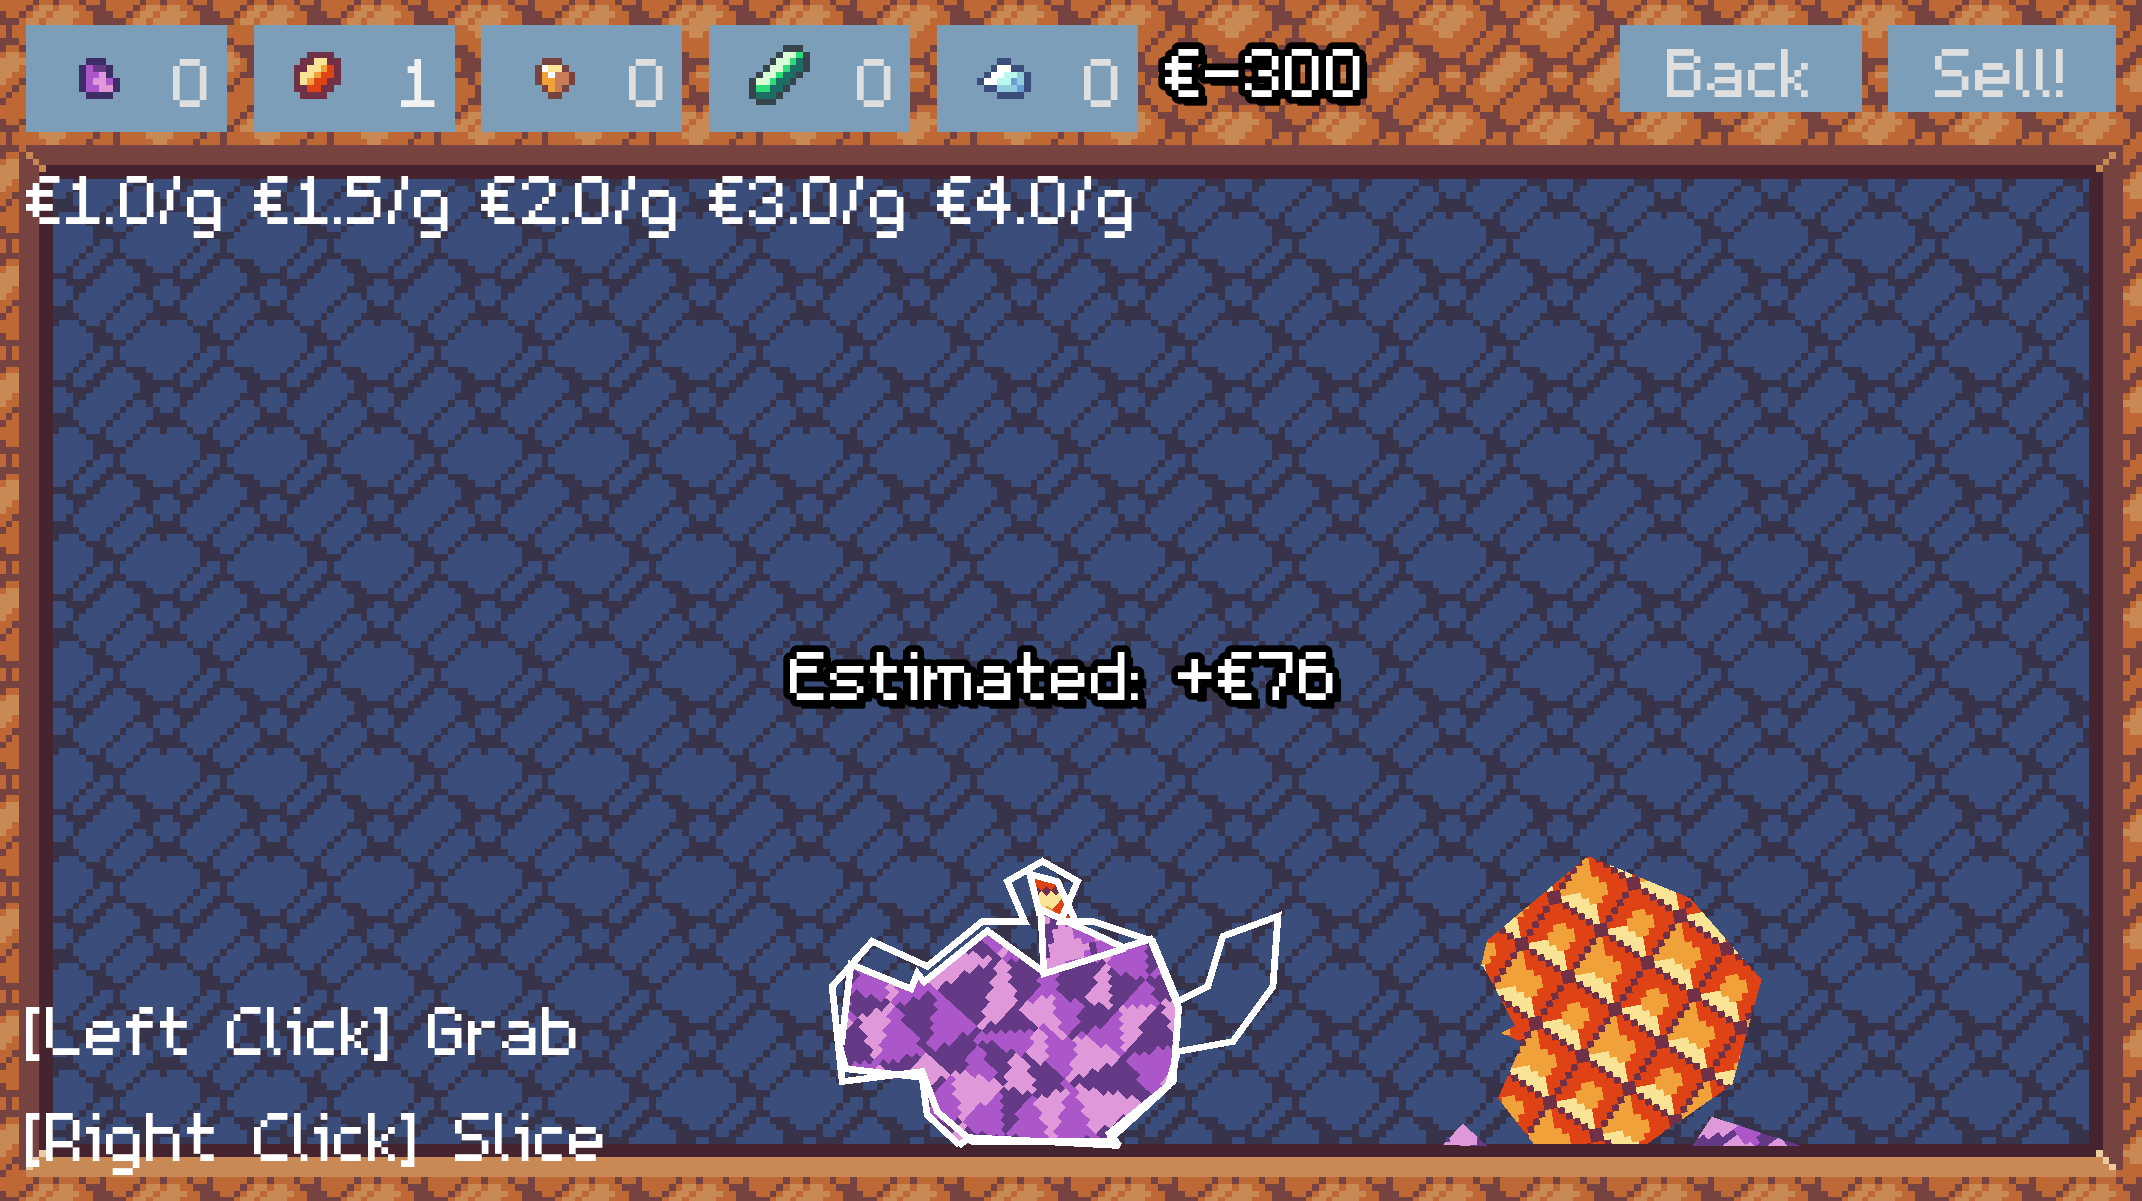 0 1 0 0 0 €-300 Back Sell!
€1.0/g €1.5/g €2.0/g €3.0/g €4.0/g
Estimated: +€76
[Left Click] Grab
[Right Click] Slice